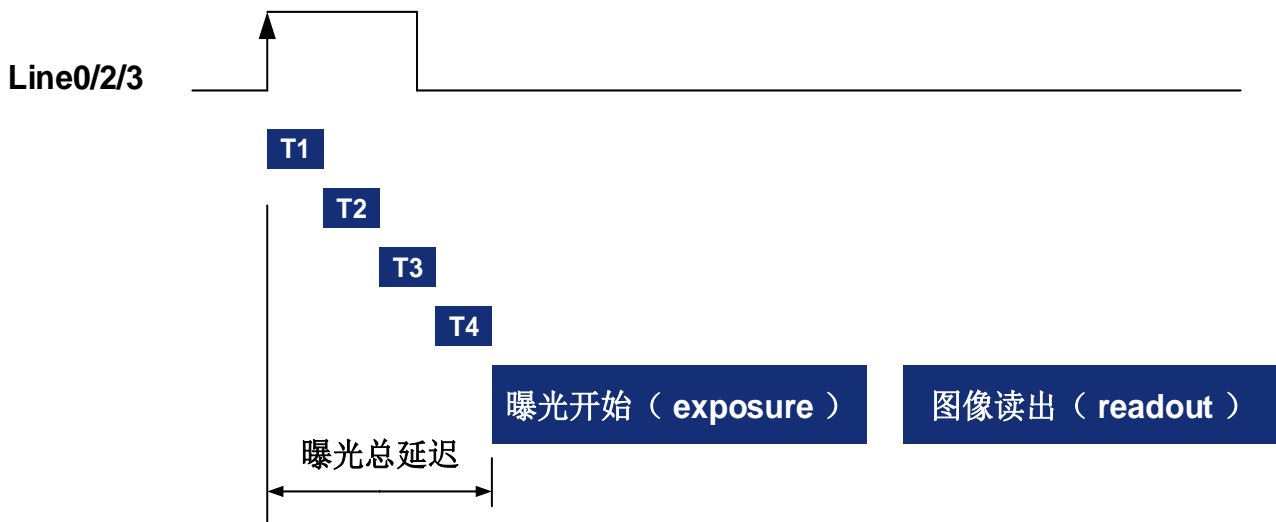 Line0/2/3
T1
T2
T3
T4
曝光开始（ exposure ）
图像读出（ readout ）
曝光总延迟